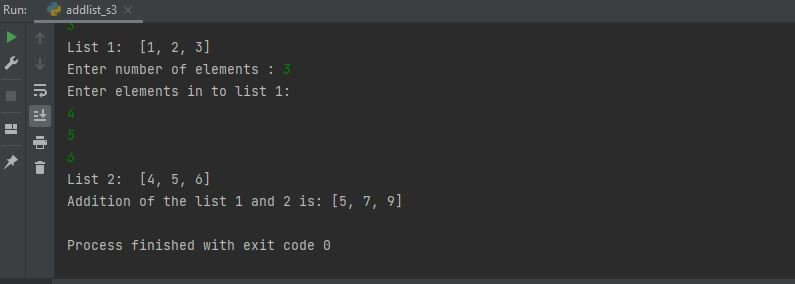 Run: addlist_s3
3
List 1:  [1, 2, 3]
Enter number of elements : 3
Enter elements in to list 1:
4
5
6
List 2:  [4, 5, 6]
Addition of the list 1 and 2 is: [5, 7, 9]
Process finished with exit code 0